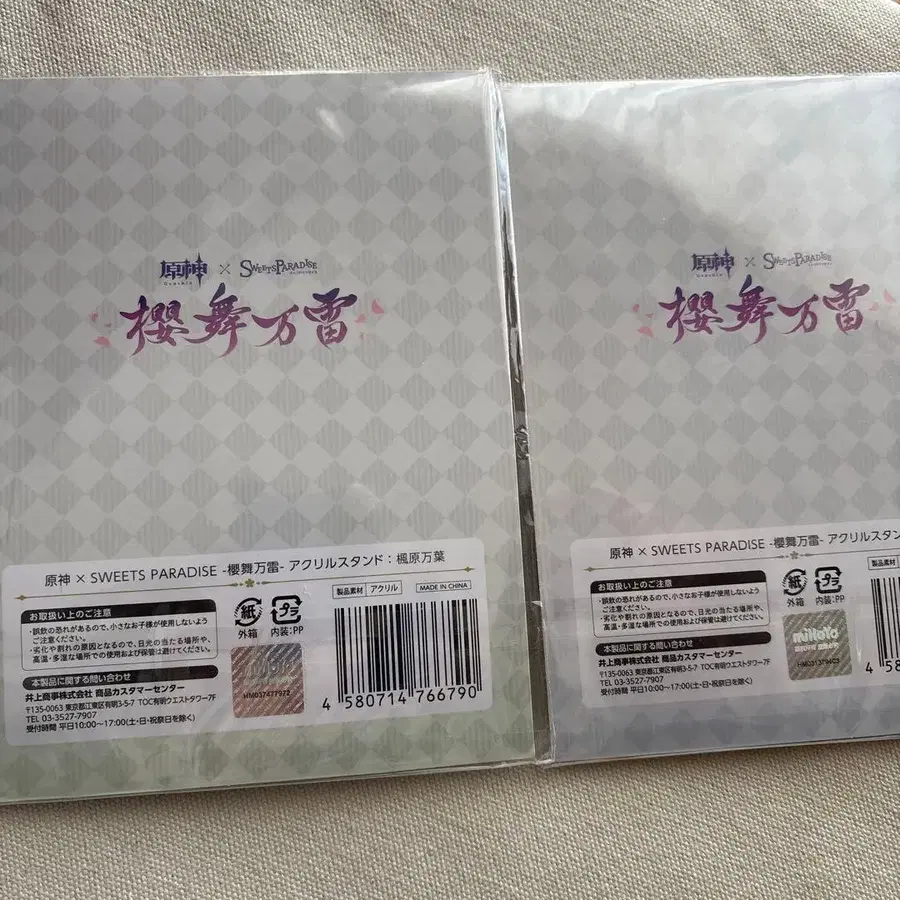 原神 × SWEETS PARADISE
櫻舞万雷
原神 × SWEETS PARADISE -櫻舞万雷- アクリルスタンド：楓原万葉
製品素材 アクリル MADE IN CHINA
お取扱い上のご注意
・誤飲の恐れがあるので、小さなお子様が使用しないよう
ご注意ください。
・劣化や割れの原因となるので、日光の当たる場所や、
高温・多湿な場所での使用および保管は避けてください。
紙 外箱
プラ 内装：PP
本製品に関する問い合わせ
井上商事株式会社 商品カスタマーセンター
〒135-0063 東京都江東区有明3-5-7 TOC有明ウエストタワー7F
TEL 03-3527-7907
受付時間 平日10:00〜17:00(土・日・祝祭日を除く)
HM037477972
4 580714 766790
原神 × SWEETS PARADISE
櫻舞万雷
原神 × SWEETS PARADISE -櫻舞万雷- アクリルスタン
製品素材
お取扱い上のご注意
・誤飲の恐れがあるので、小さなお子様が使用しないよう
ご注意ください。
・劣化や割れの原因となるので、日光の当たる場所や、
高温・多湿な場所での使用および保管は避けてください。
紙 外箱
プラ 内装：PP
本製品に関する問い合わせ
井上商事株式会社 商品カスタマーセンター
〒135-0063 東京都江東区有明3-5-7 TOC有明ウエストタワー7F
TEL 03-3527-7907
受付時間 平日10:00〜17:00(土・日・祝祭日を除く)
miHoYo
4 58